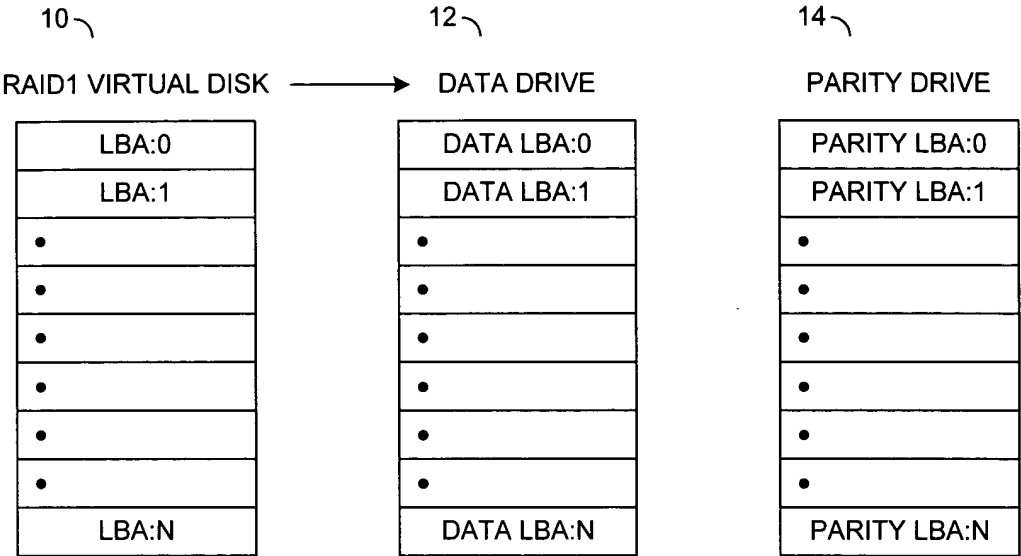 10
12
14
RAID1 VIRTUAL DISK
DATA DRIVE
PARITY DRIVE
LBA:0
DATA LBA:0
PARITY LBA:0
LBA:1
DATA LBA:1
PARITY LBA:1
LBA:N
DATA LBA:N
PARITY LBA:N